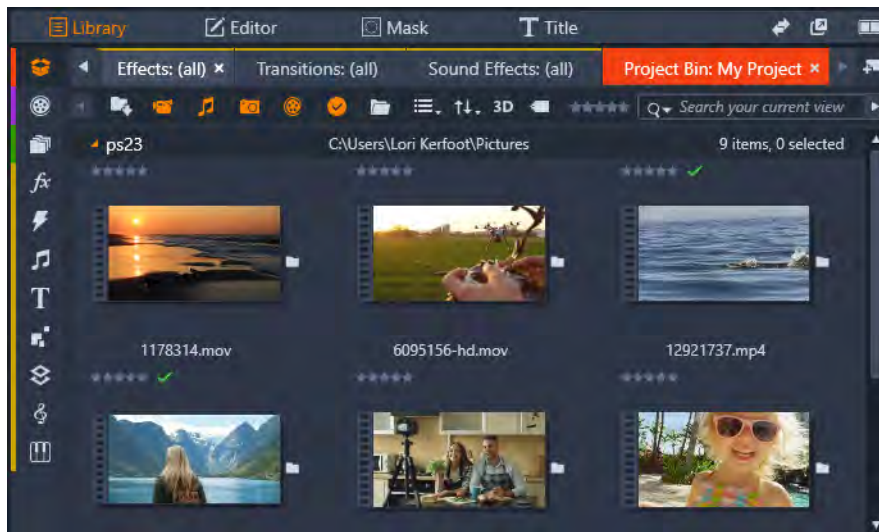 Library Editor Mask Title
Effects: (all) × Transitions: (all) Sound Effects: (all) Project Bin: My Project ×
3D Search your current view
ps23 C:\Users\Lori Kerfoot\Pictures 9 items, 0 selected
1178314.mov 6095156-hd.mov 12921737.mp4